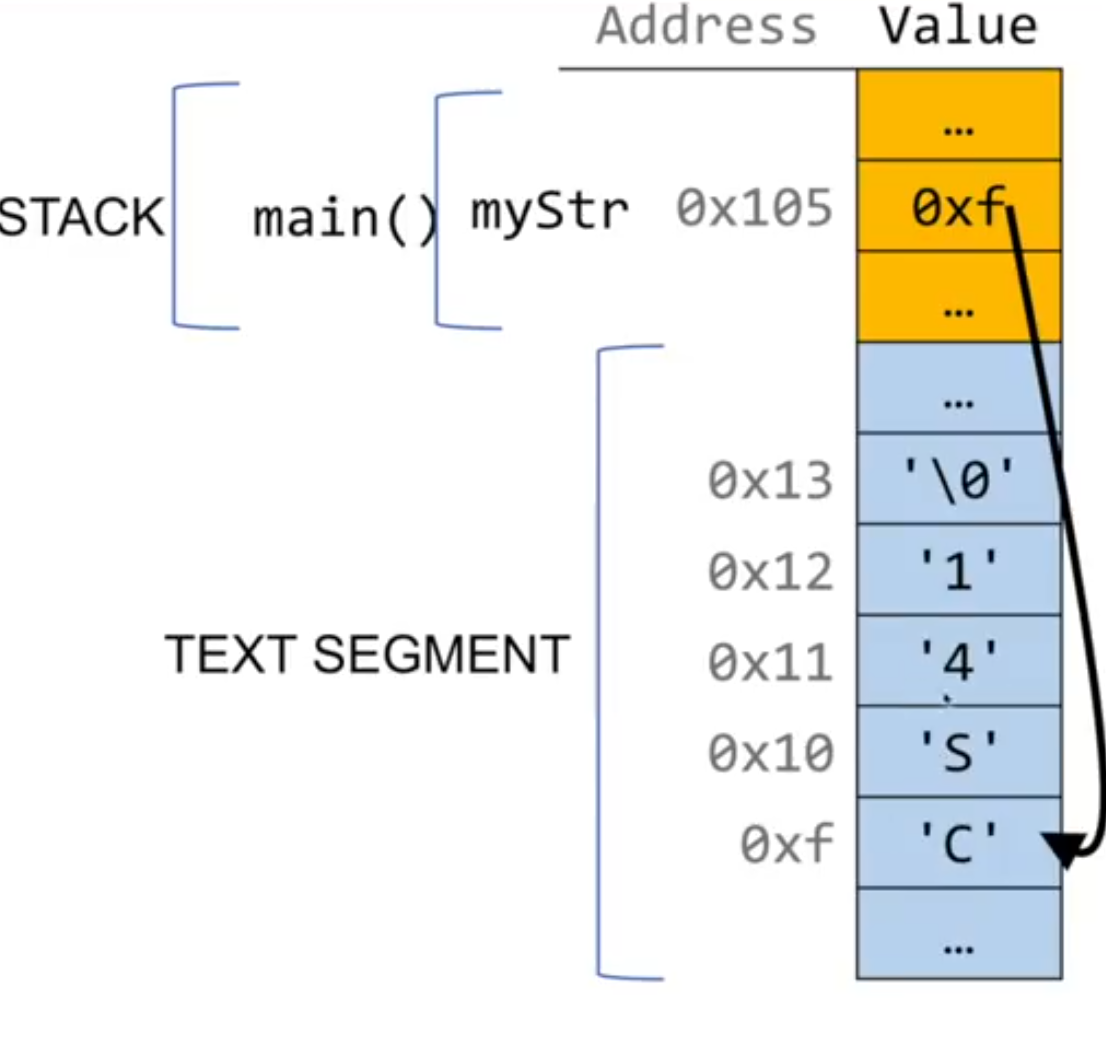 Address Value
…
STACK main() myStr 0x105 0xf
…
…
0x13 '\0'
0x12 '1'
TEXT SEGMENT 0x11 '4'
0x10 'S'
0xf 'C'
…